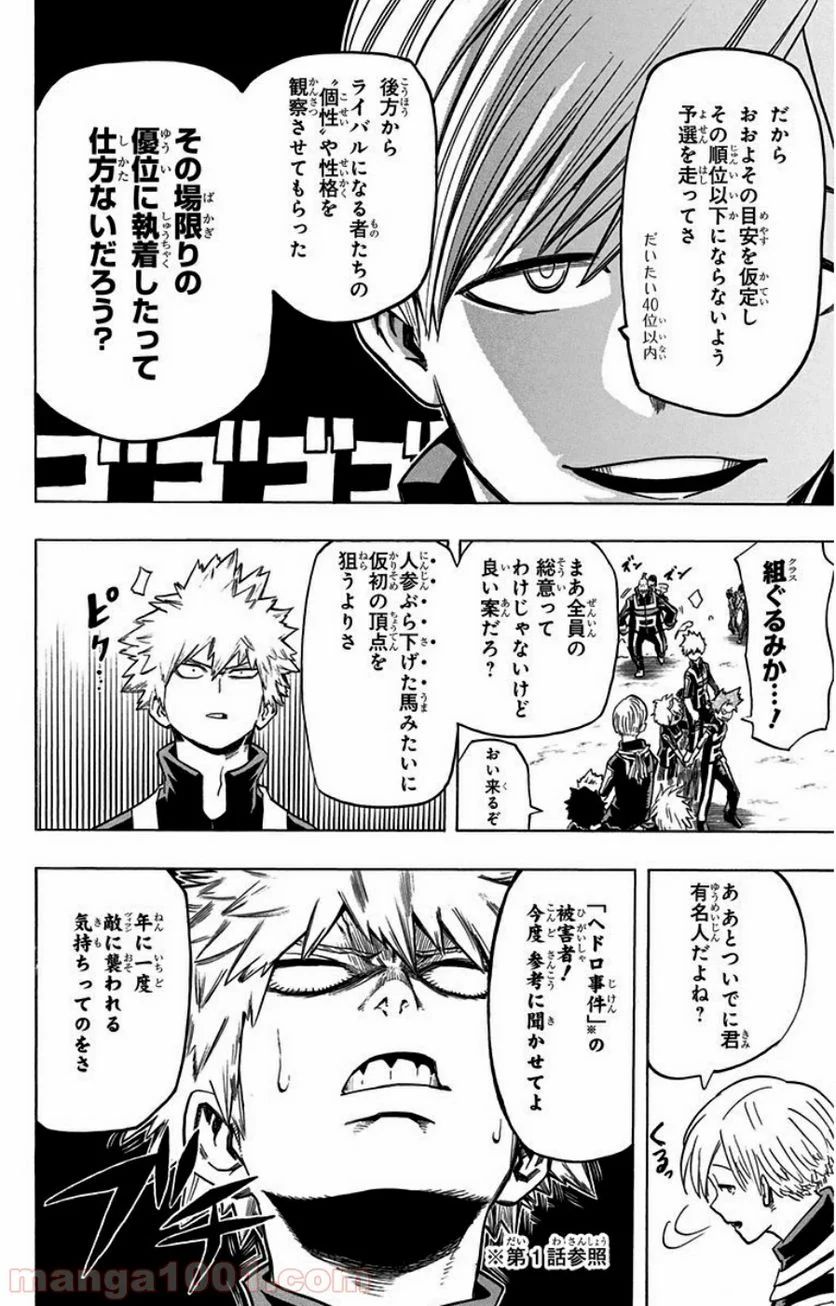 だから
おおよその目安を仮定し
その順位以下にならないよう
予選を走ってさ
だいたい40位以内
後方から
ライバルになる者たちの
〝個性〟や性格を
観察させてもらった
その場限りの
優位に執着したって
仕方ないだろう?
ゴゴゴゴ
組ぐるみか…!
ズン
ズン
まあ全員の
総意って
わけじゃないけど
良い案だろ?
おい来るぞ
人参ぶら下げた馬みたいに
仮初の頂点を
狙うよりさ
ピク…
あ あとついでに君
有名人だよね?
くるっ
「ヘドロ事件」※の
被害者!
今度 参考に聞かせてよ
年に一度
敵に襲われる
気持ちってのをさ
ブチッ
※第1話参照
manga1001.com